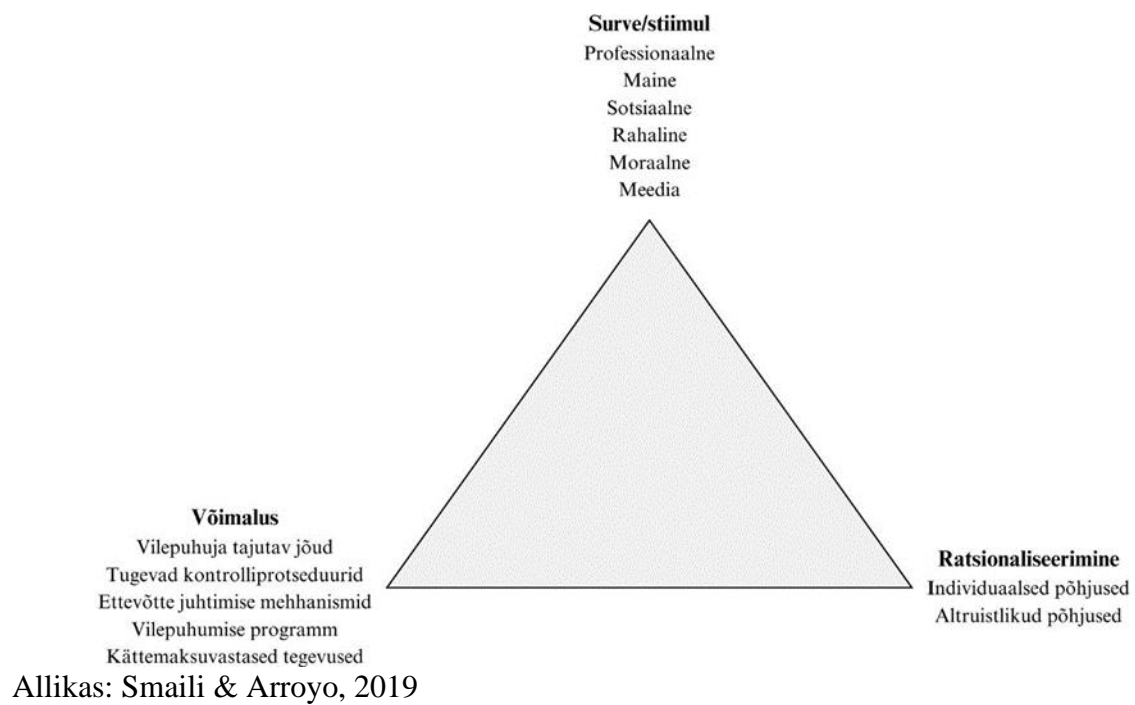 Surve/stiimul
Professionaalne
Maine
Sotsiaalne
Rahaline
Moraalne
Meedia
Võimalus
Vilepuhuja tajutav jõud
Tugevad kontrolliprotseduurid
Ettevõtte juhtimise mehhanismid
Vilepuhumise programm
Kättemaksuvastased tegevused
Ratsionaliseerimine
Individuaalsed põhjused
Altruistlikud põhjused
Allikas: Smaili & Arroyo, 2019